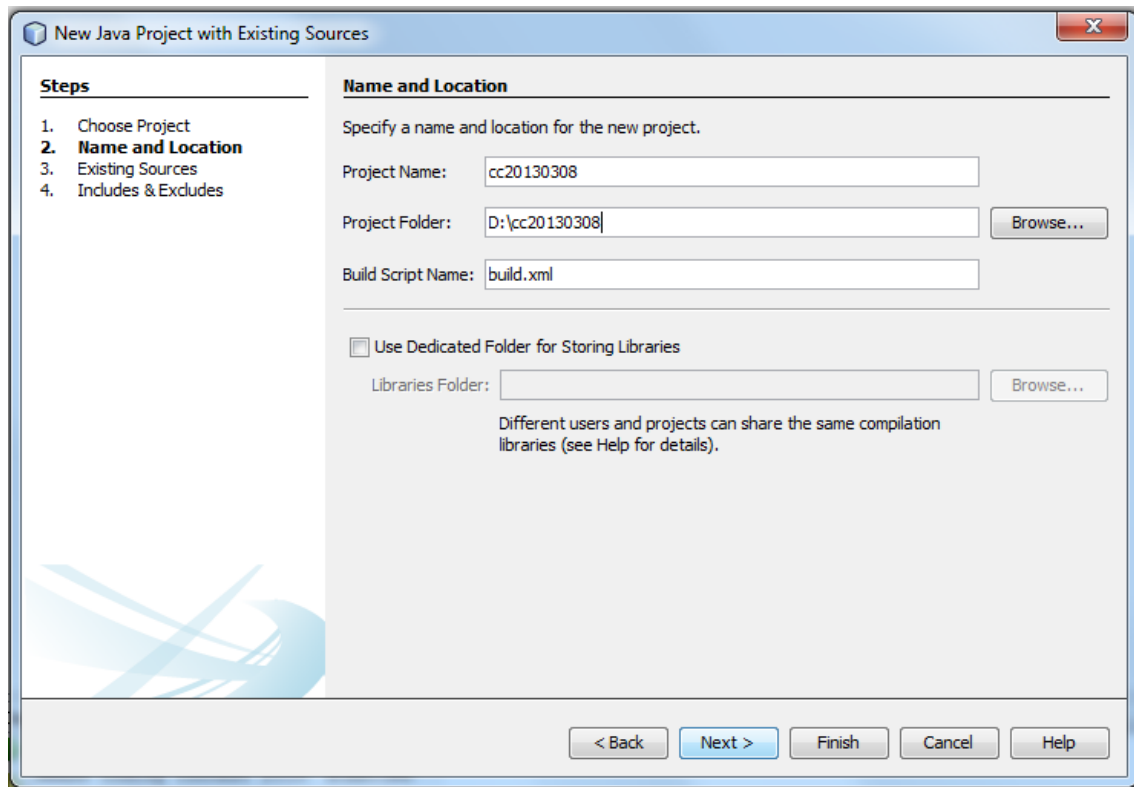 New Java Project with Existing Sources
Steps
1. Choose Project
2. Name and Location
3. Existing Sources
4. Includes & Excludes
Name and Location
Specify a name and location for the new project.
Project Name: cc20130308
Project Folder: D:\cc20130308 Browse...
Build Script Name: build.xml
Use Dedicated Folder for Storing Libraries
Libraries Folder: Browse...
Different users and projects can share the same compilation
libraries (see Help for details).
< Back Next > Finish Cancel Help